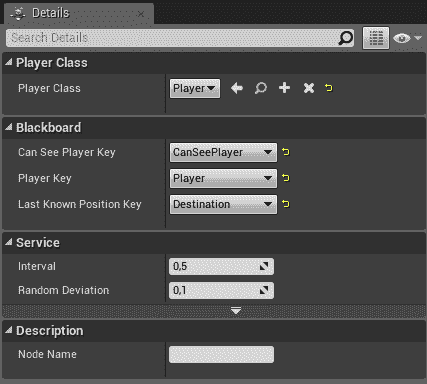 Details
Search Details
Player Class
Player Class Player
Blackboard
Can See Player Key CanSeePlayer
Player Key Player
Last Known Position Key Destination
Service
Interval 0,5
Random Deviation 0,1
Description
Node Name